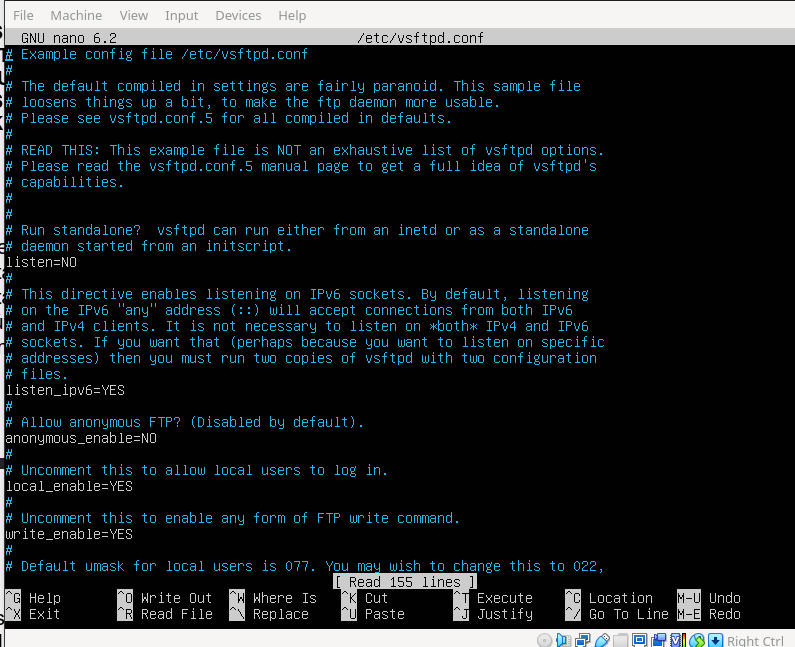 File Machine View Input Devices Help
GNU nano 6.2 /etc/vsftpd.conf
# Example config file /etc/vsftpd.conf
#
# The default compiled in settings are fairly paranoid. This sample file
# loosens things up a bit, to make the ftp daemon more usable.
# Please see vsftpd.conf.5 for all compiled in defaults.
#
# READ THIS: This example file is NOT an exhaustive list of vsftpd options.
# Please read the vsftpd.conf.5 manual page to get a full idea of vsftpd's
# capabilities.
#
#
# Run standalone?  vsftpd can run either from an inetd or as a standalone
# daemon started from an initscript.
listen=NO
#
# This directive enables listening on IPv6 sockets. By default, listening
# on the IPv6 "any" address (::) will accept connections from both IPv6
# and IPv4 clients. It is not necessary to listen on *both* IPv4 and IPv6
# sockets. If you want that (perhaps because you want to listen on specific
# addresses) then you must run two copies of vsftpd with two configuration
# files.
listen_ipv6=YES
#
# Allow anonymous FTP? (Disabled by default).
anonymous_enable=NO
#
# Uncomment this to allow local users to log in.
local_enable=YES
#
# Uncomment this to enable any form of FTP write command.
write_enable=YES
#
# Default umask for local users is 077. You may wish to change this to 022,
[ Read 155 lines ]
^G Help ^O Write Out ^W Where Is ^K Cut ^T Execute ^C Location M-U Undo
^X Exit ^R Read File ^\ Replace ^U Paste ^J Justify ^/ Go To Line M-E Redo
Right Ctrl